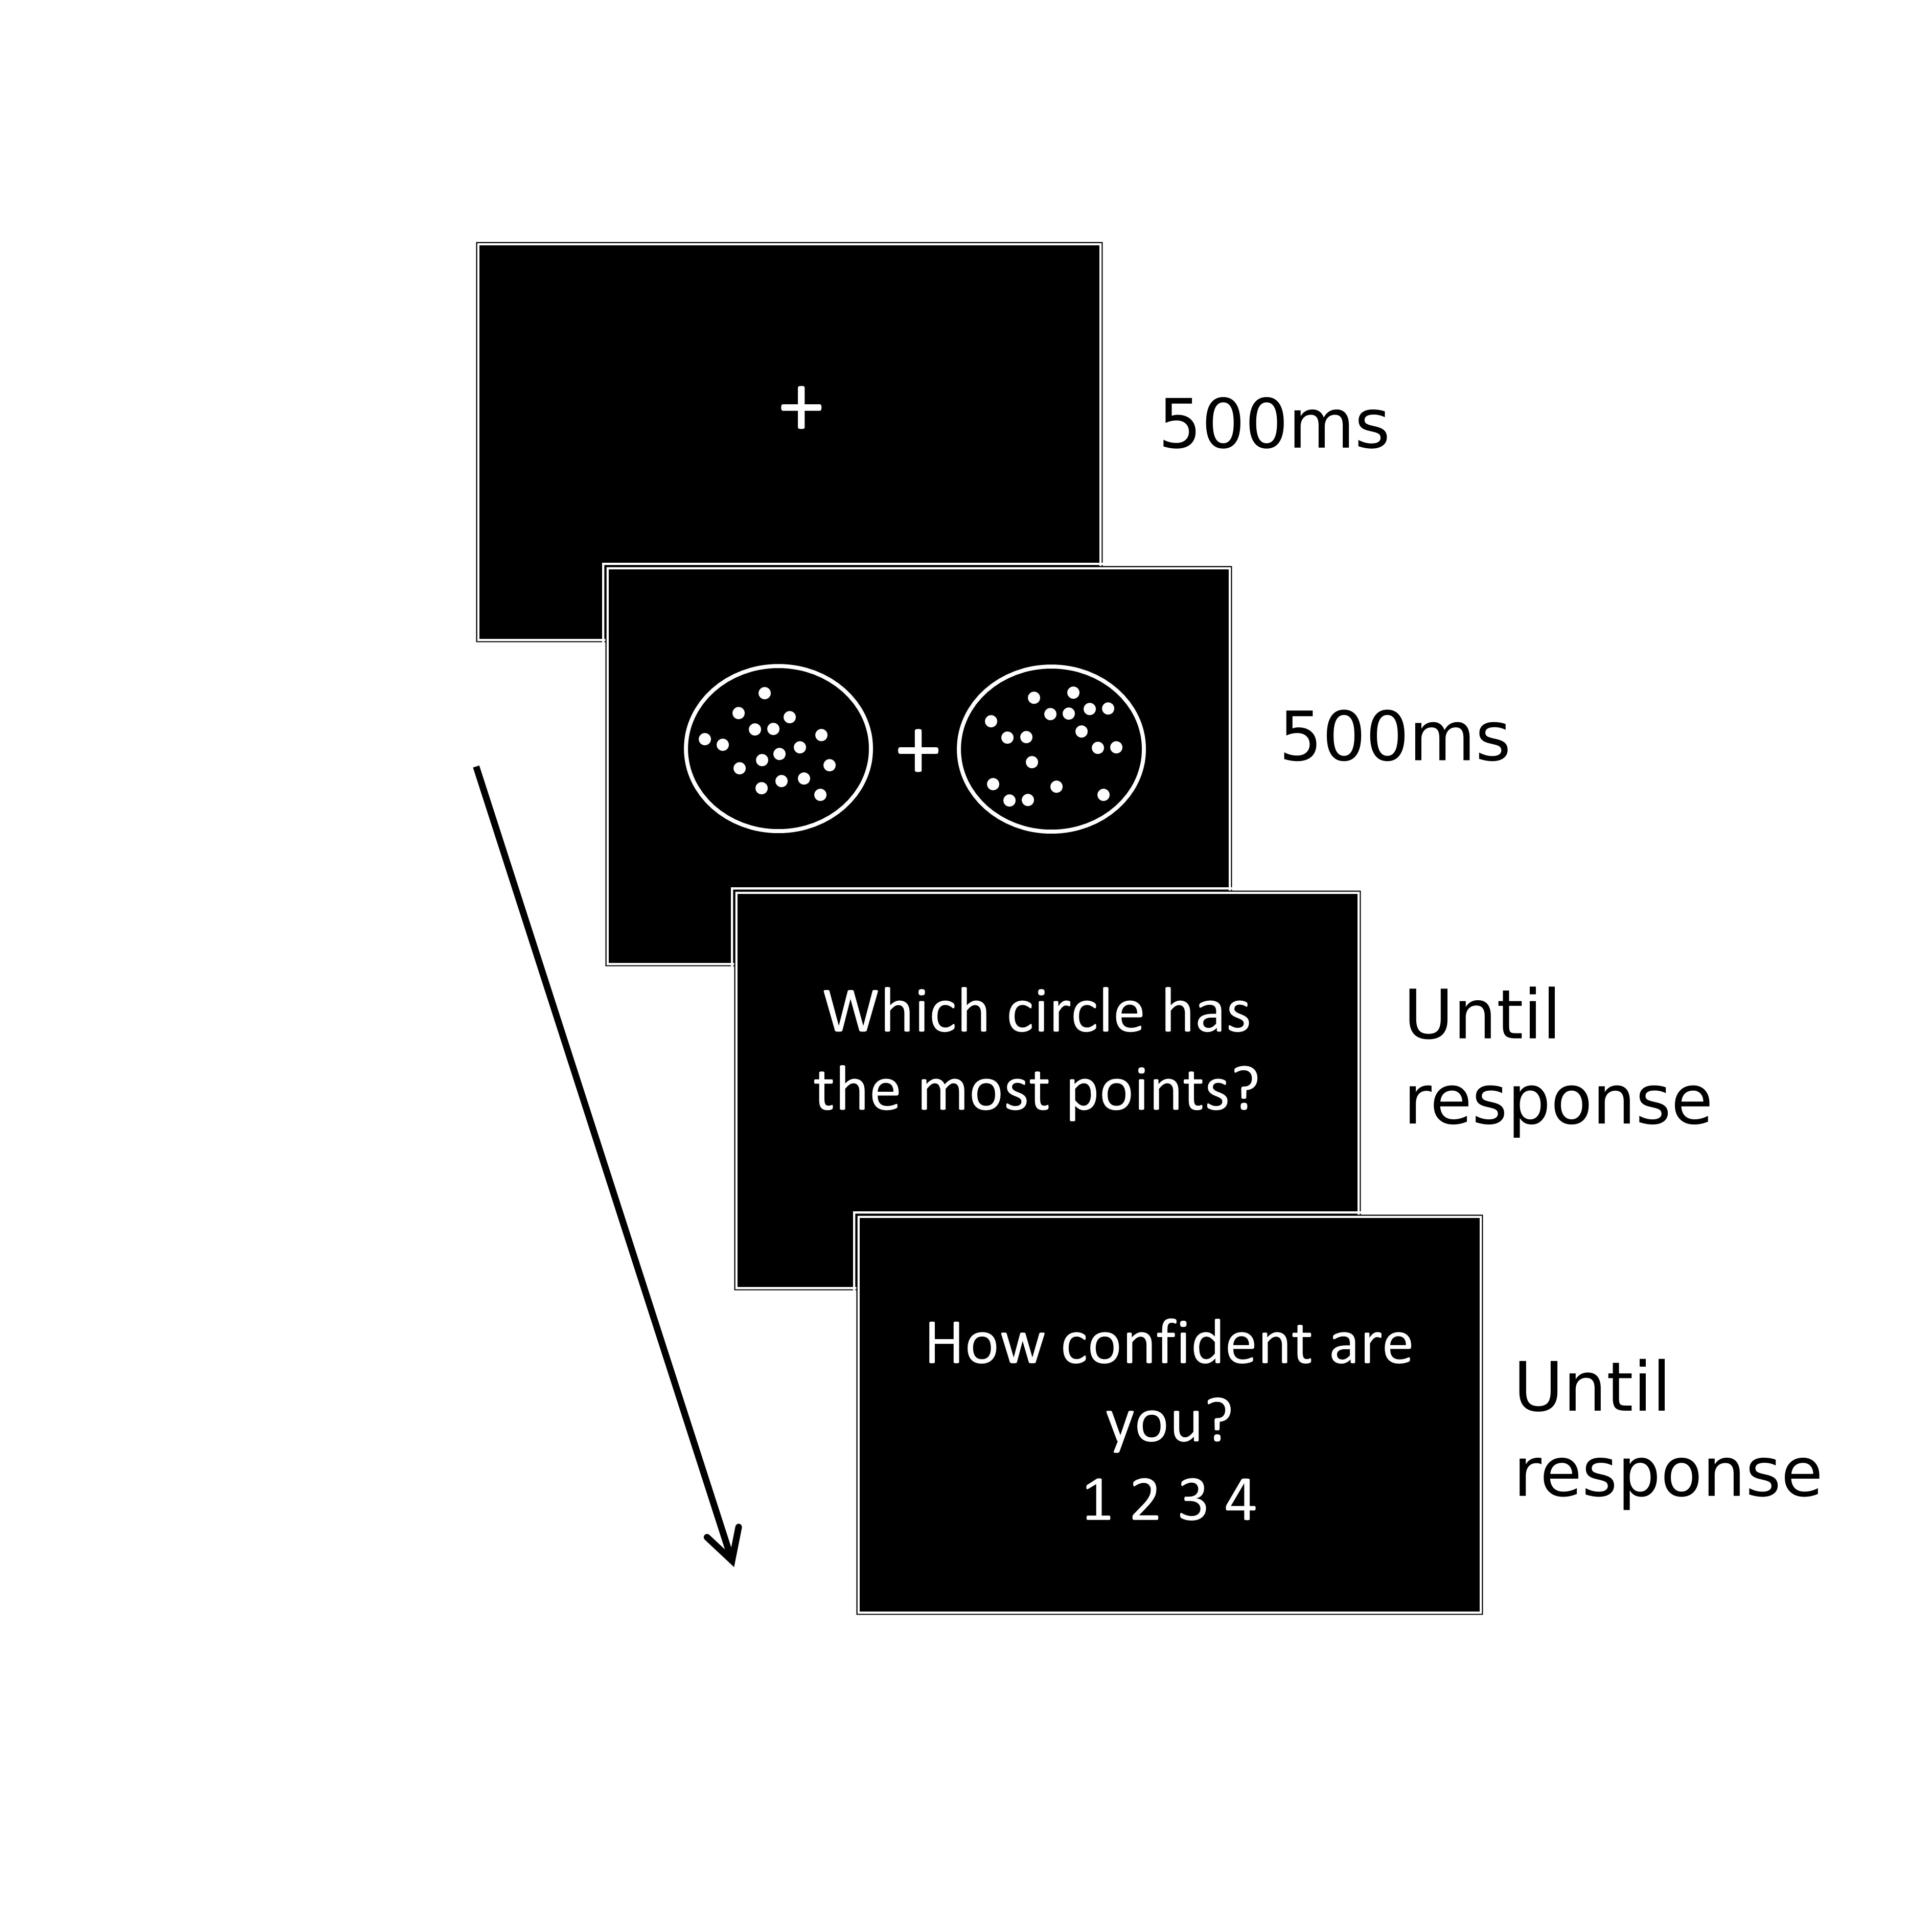 +
500ms
+
500ms
Which circle has
the most points?
Until
response
How confident are
you?
1 2 3 4
Until
response